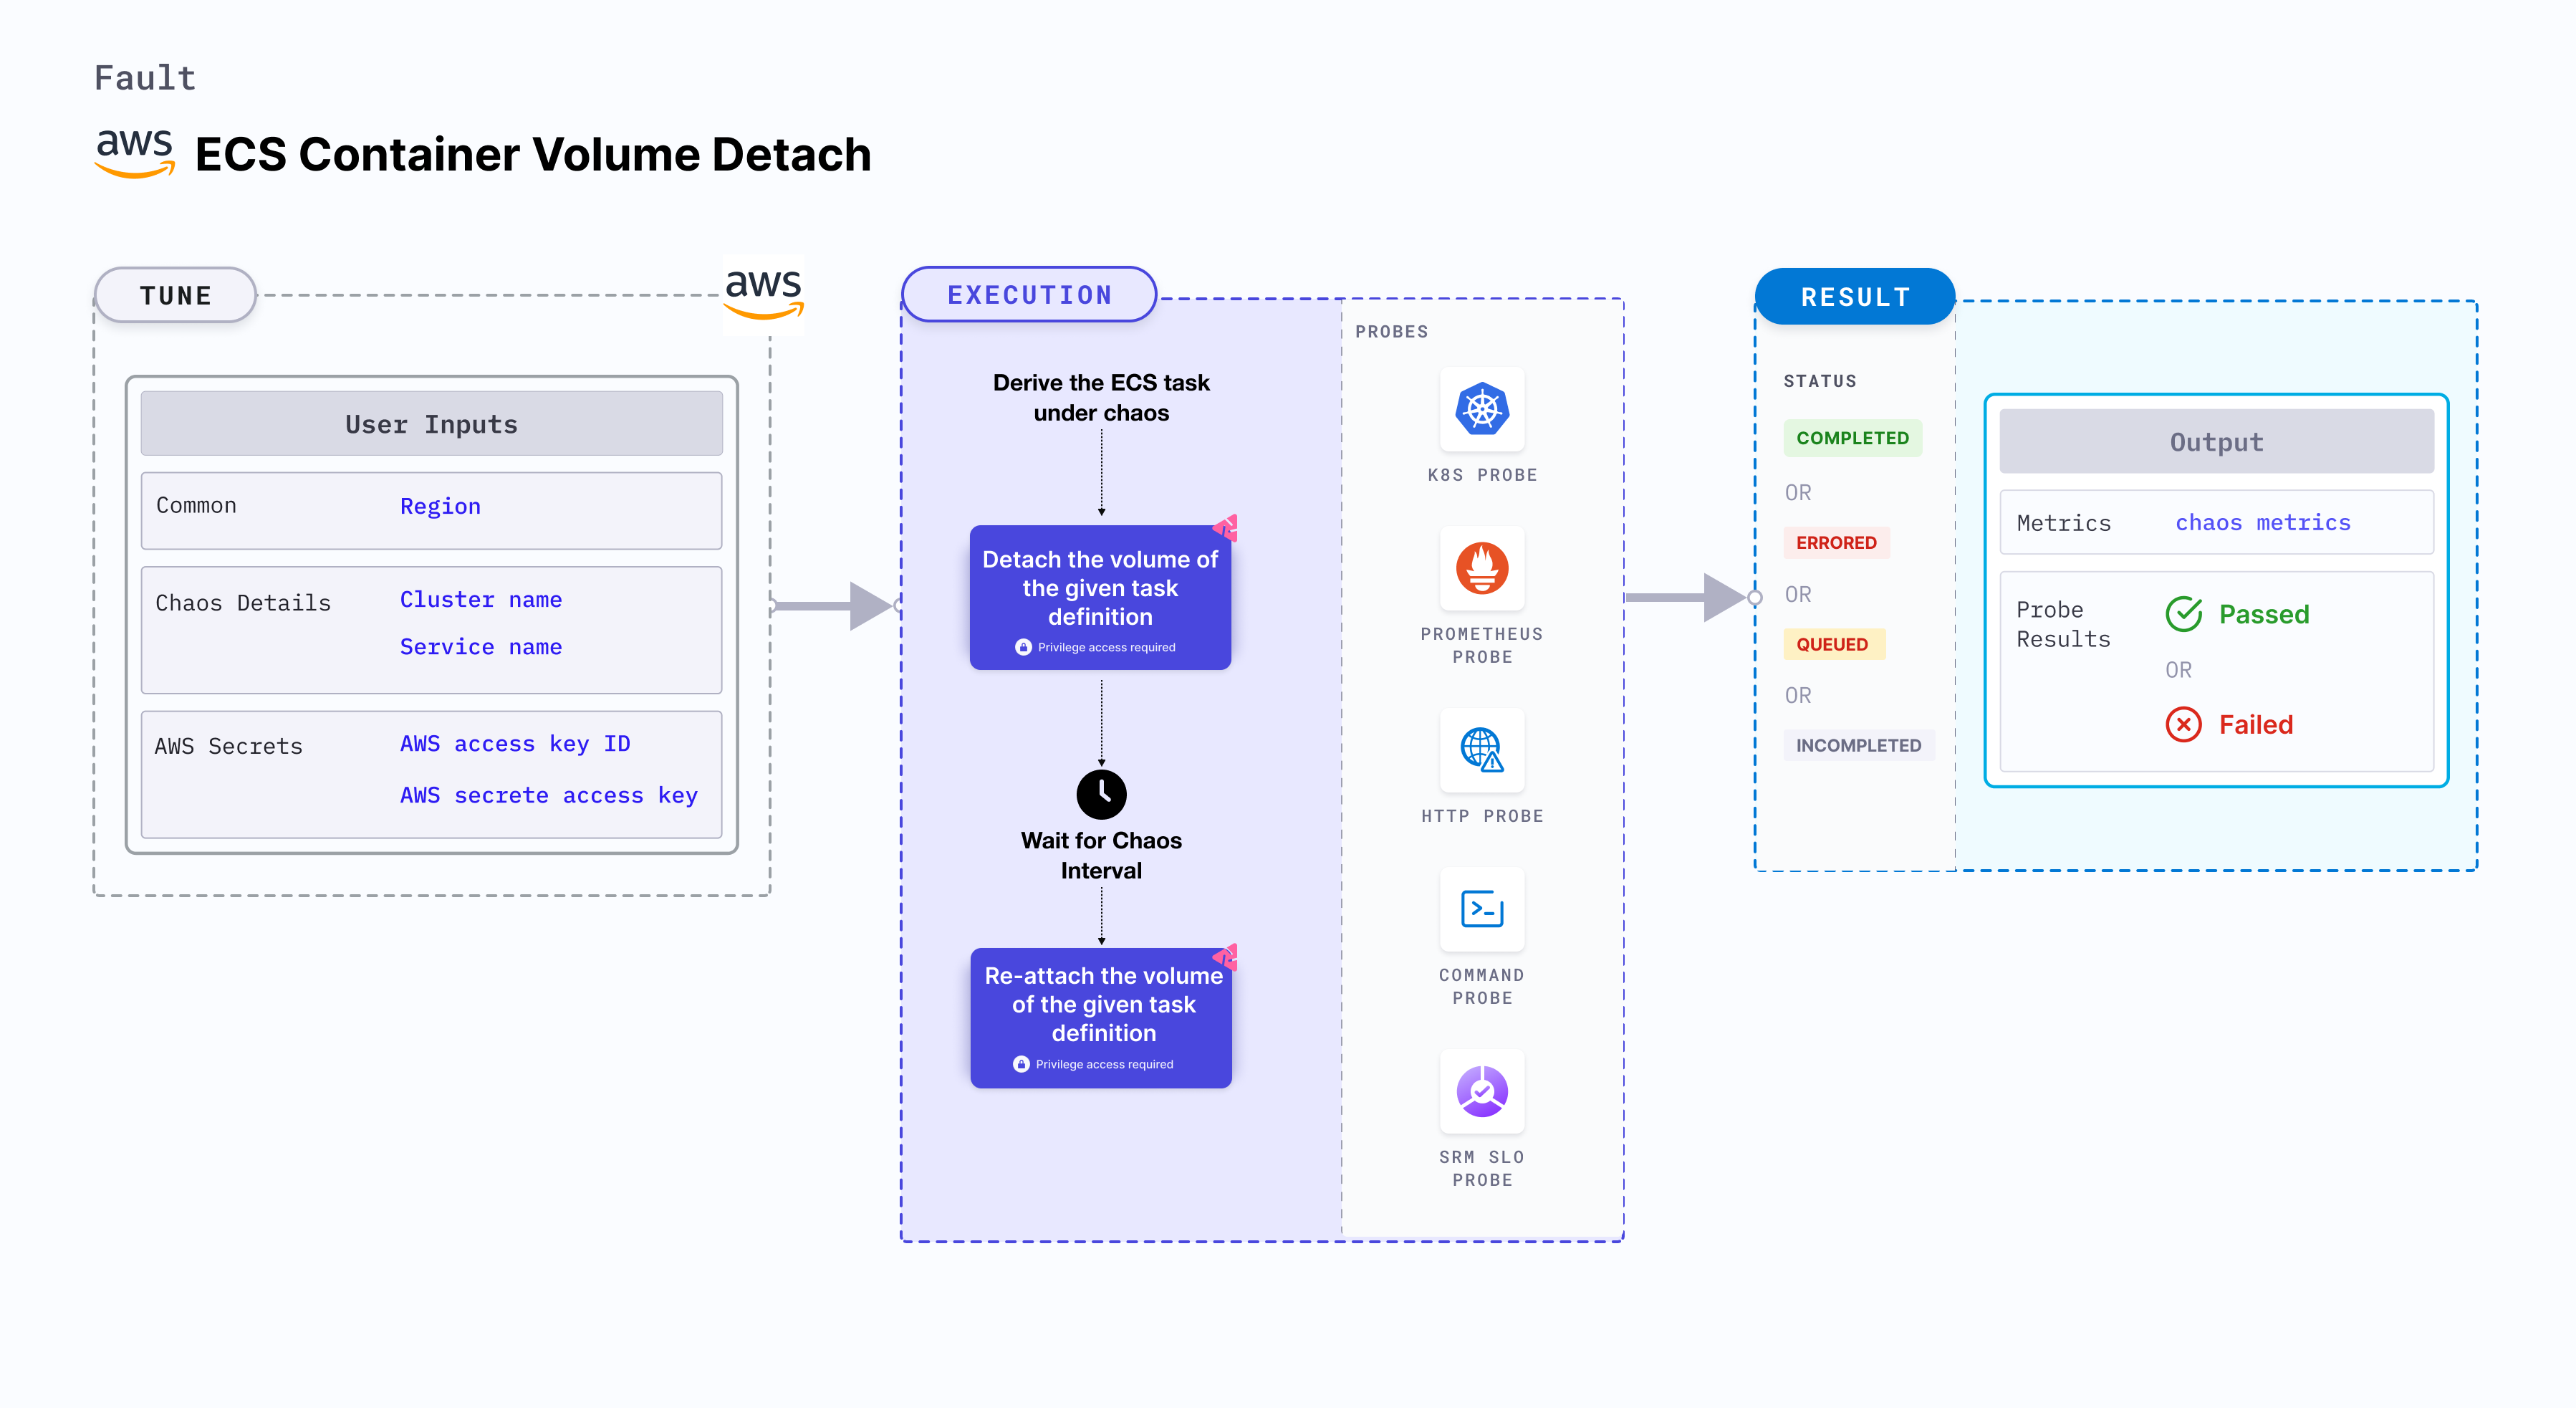 Fault
aws ECS Container Volume Detach
TUNE
aws
User Inputs
Common Region
Chaos Details Cluster name
Service name
AWS Secrets AWS access key ID
AWS secrete access key
EXECUTION
Derive the ECS task
under chaos
Detach the volume of
the given task
definition
Privilege access required
Wait for Chaos
Interval
Re-attach the volume
of the given task
definition
Privilege access required
PROBES
K8S PROBE
PROMETHEUS
PROBE
HTTP PROBE
COMMAND
PROBE
SRM SLO
PROBE
RESULT
STATUS
COMPLETED
OR
ERRORED
OR
QUEUED
OR
INCOMPLETED
Output
Metrics chaos metrics
Probe
Results
Passed
OR
Failed